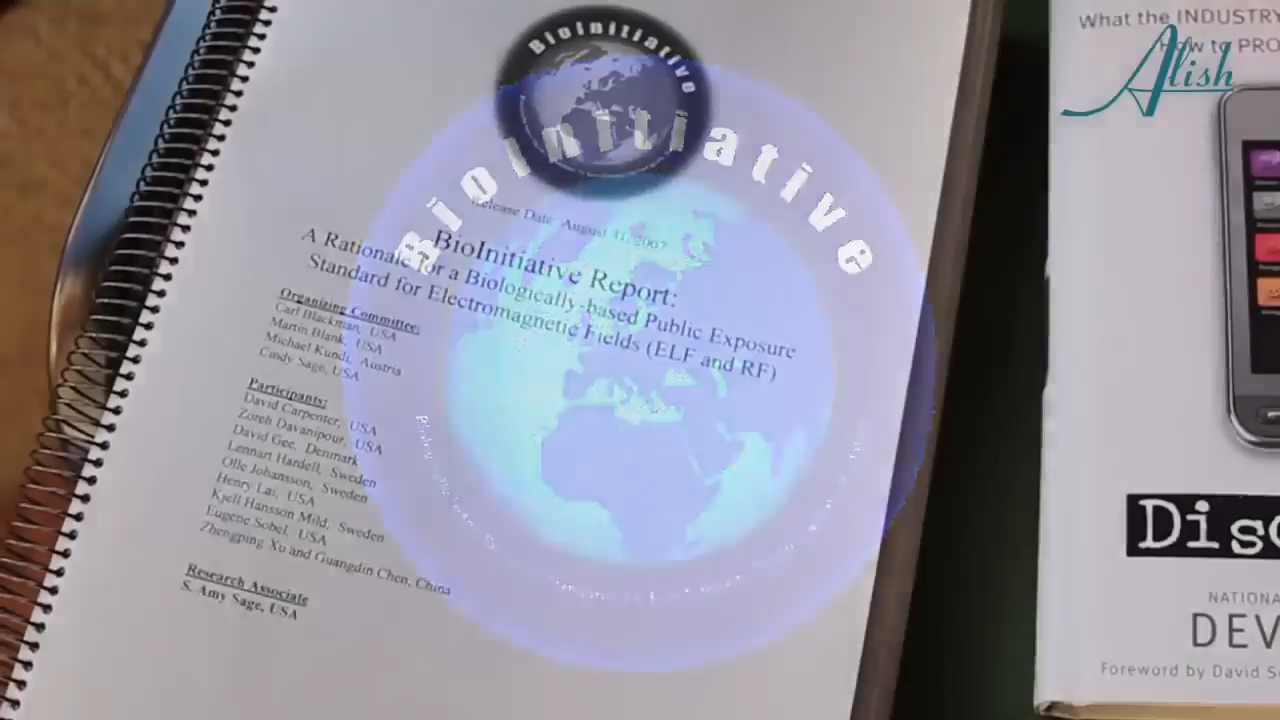 BioInitiative
BioInitiative
Release Date August 31, 2007
BioInitiative Report:
A Rationale for a Biologically-based Public Exposure
Standard for Electromagnetic Fields (ELF and RF)
Organizing Committee:
Carl Blackman, USA
Martin Blank, USA
Michael Kundi, Austria
Cindy Sage, USA
Participants:
David Carpenter, USA
Zoreh Davanipour, USA
David Gee, Denmark
Lennart Hardell, Sweden
Olle Johansson, Sweden
Henry Lai, USA
Kjell Hansson Mild, Sweden
Eugene Sobel, USA
Zhengping Xu and Guangdin Chen, China
Research Associate
S. Amy Sage, USA
What the INDUSTRY
How to PRO
Alish
Disc
NATIONA
DEV
Foreword by David S